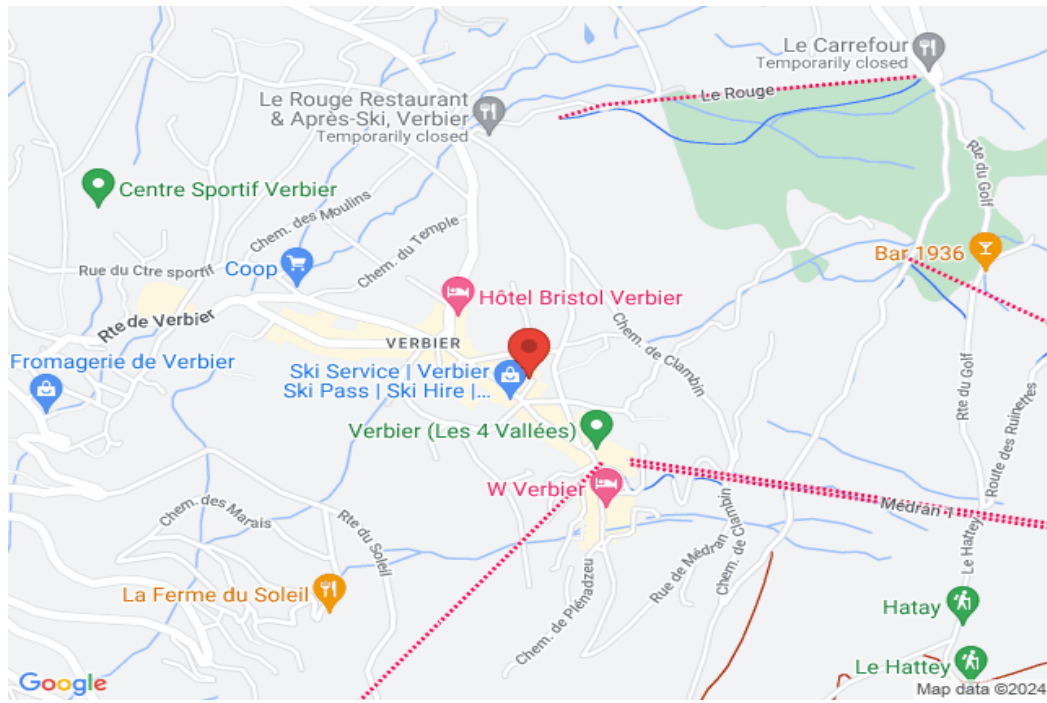 Le Carrefour
Temporarily closed
Le Rouge
Le Rouge Restaurant
& Après-Ski, Verbier
Temporarily closed
Rte du Golf
Centre Sportif Verbier
Chem. des Moulins
Chem. du Temple
Bar 1936
Rue du Ctre sportif
Coop
Hôtel Bristol Verbier
Rte de Verbier
VERBIER
Chem. de Clambin
Fromagerie de Verbier
Ski Service | Verbier
Ski Pass | Ski Hire |...
Rte du Golf
Route des Ruinettes
Verbier (Les 4 Vallées)
W Verbier
Médran 1
Chem. des Marais
Rte du Soleil
Le Hattey
Rue de Médran
Chem. de Clambin
La Ferme du Soleil
Chem. de Plénadzeu
Hatay
Le Hattey
Google
Map data ©2024